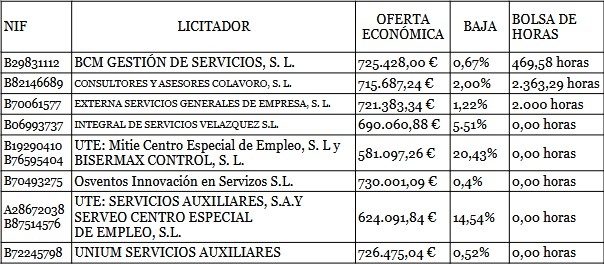 NIF LICITADOR OFERTA ECONÓMICA BAJA BOLSA DE HORAS
B29831112 BCM GESTIÓN DE SERVICIOS, S. L. 725.428,00 € 0,67% 469,58 horas
B82146689 CONSULTORES Y ASESORES COLAVORO, S. L. 715.687,24 € 2,00% 2.363,29 horas
B70061577 EXTERNA SERVICIOS GENERALES DE EMPRESA, S. L. 721.383,34 € 1,22% 2.000 horas
B06993737 INTEGRAL DE SERVICIOS VELAZQUEZ S.L. 690.060,88 € 5.51% 0,00 horas
B19290410 B76595404 UTE: Mitie Centro Especial de Empleo, S. L y BISERMAX CONTROL, S. L. 581.097,26 € 20,43% 0,00 horas
B70493275 Osventos Innovación en Servizos S.L. 730.001,09 € 0,4% 0,00 horas
A28672038 B87514576 UTE: SERVICIOS AUXILIARES, S.A.Y SERVEO CENTRO ESPECIAL DE EMPLEO, S.L. 624.091,84 € 14,54% 0,00 horas
B72245798 UNIUM SERVICIOS AUXILIARES 726.475,04 € 0,52% 0,00 horas